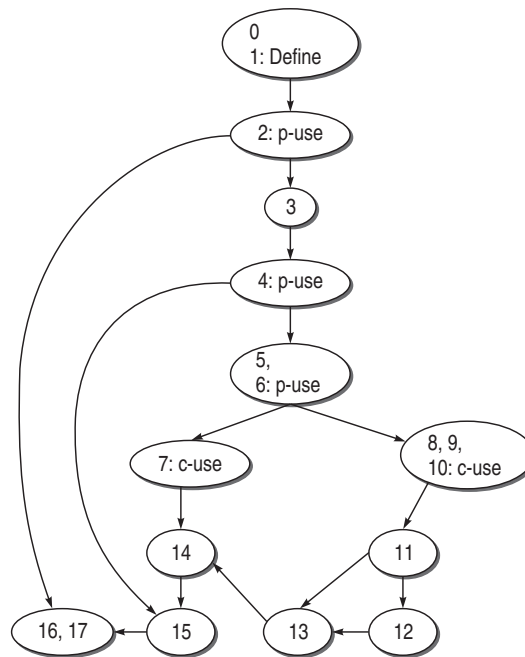 0
1: Define
2: p-use
3
4: p-use
5,
6: p-use
7: c-use
8, 9,
10: c-use
14
11
16, 17
15
13
12